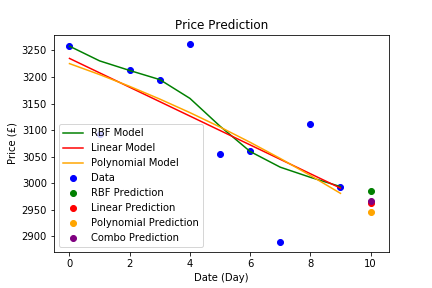 Price Prediction
3250
3200
3150
3100
3050
3000
2950
2900
Price (£)
RBF Model
Linear Model
Polynomial Model
Data
RBF Prediction
Linear Prediction
Polynomial Prediction
Combo Prediction
0 2 4 6 8 10
Date (Day)